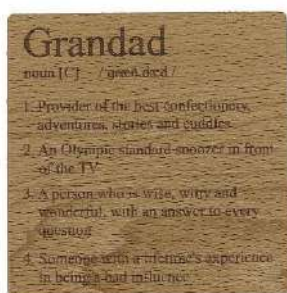 Grandad
noun [C] /ˈgræn.dæd/
1. Provider of the best confectionery,
adventures, stories and cuddles
2. An Olympic standard snoozer in front
of the TV
3. A person who is wise, witty and
wonderful, with an answer to every
question
4. Someone with a lifetime's experience
in being a bad influence